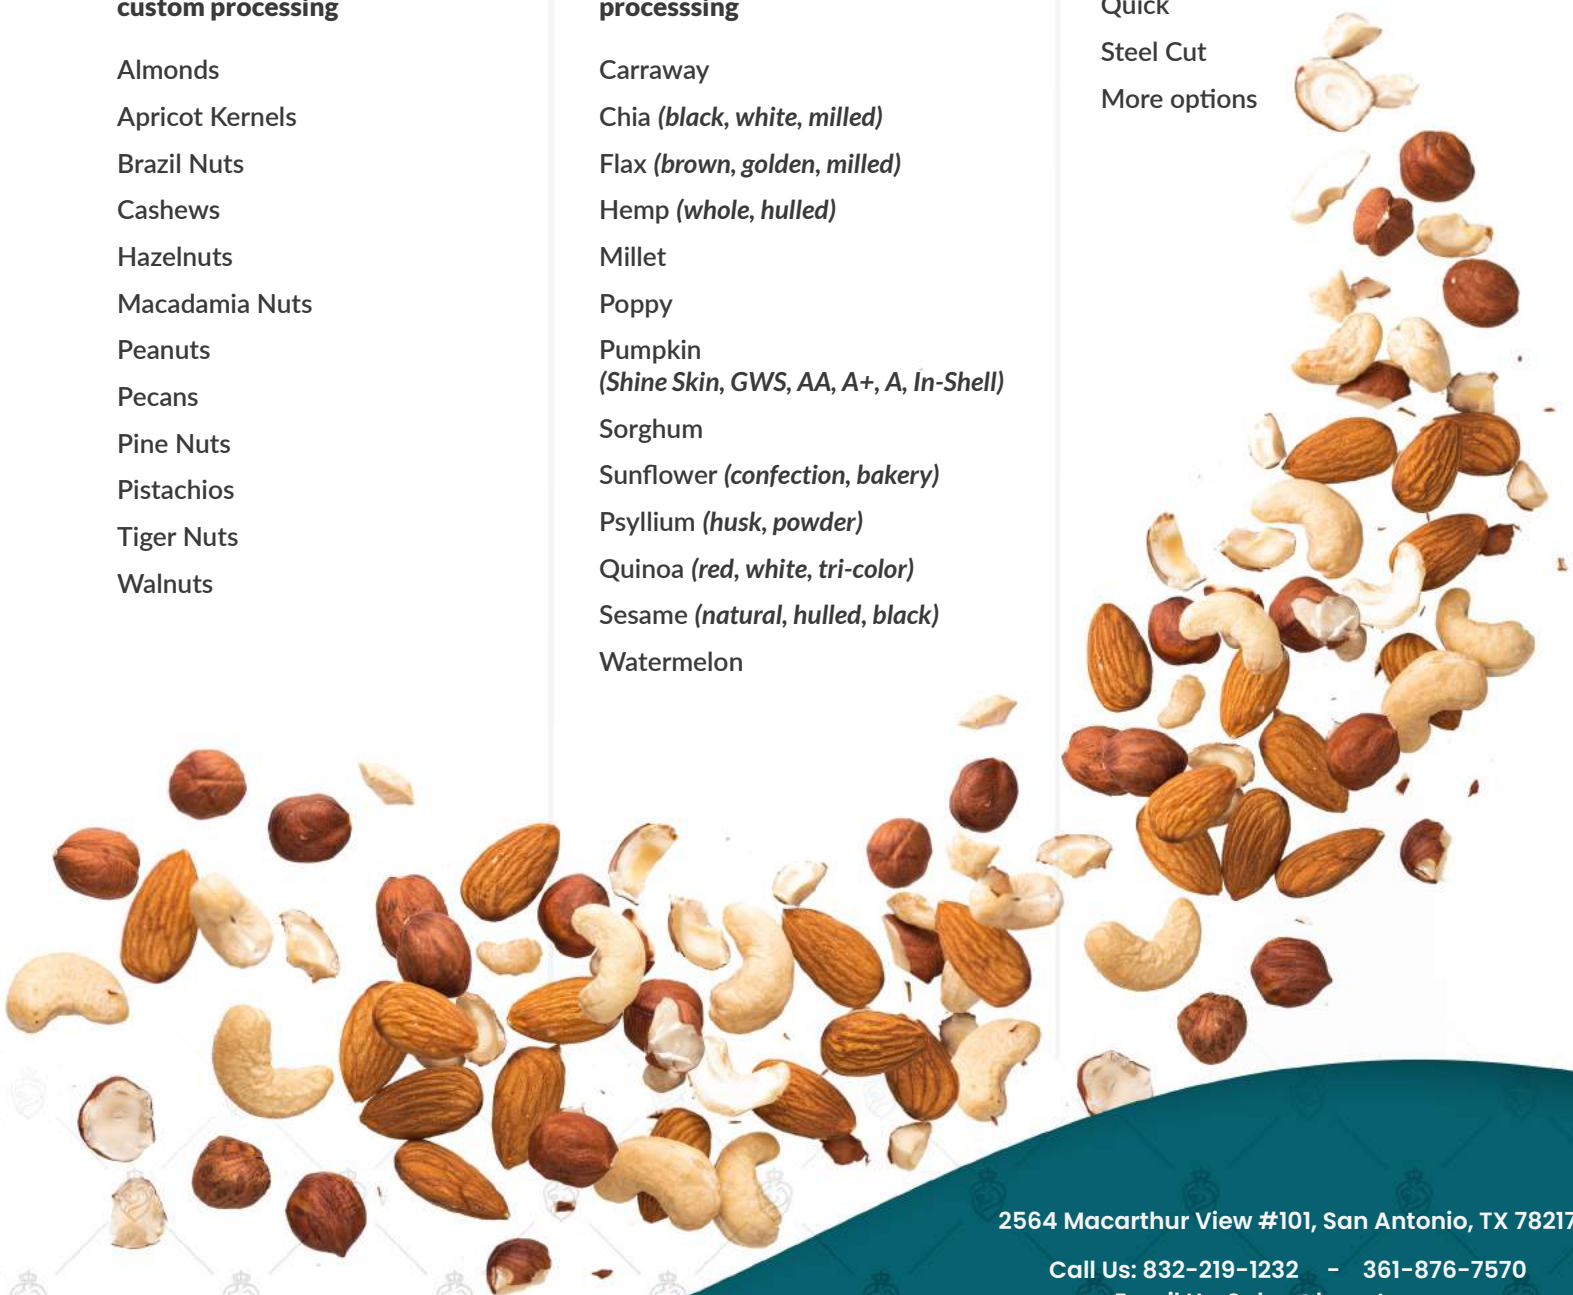 custom processing
Almonds
Apricot Kernels
Brazil Nuts
Cashews
Hazelnuts
Macadamia Nuts
Peanuts
Pecans
Pine Nuts
Pistachios
Tiger Nuts
Walnuts
processsing
Carraway
Chia (black, white, milled)
Flax (brown, golden, milled)
Hemp (whole, hulled)
Millet
Poppy
Pumpkin
(Shine Skin, GWS, AA, A+, A, In-Shell)
Sorghum
Sunflower (confection, bakery)
Psyllium (husk, powder)
Quinoa (red, white, tri-color)
Sesame (natural, hulled, black)
Watermelon
Quick
Steel Cut
More options
2564 Macarthur View #101, San Antonio, TX 78217
Call Us: 832-219-1232 - 361-876-7570